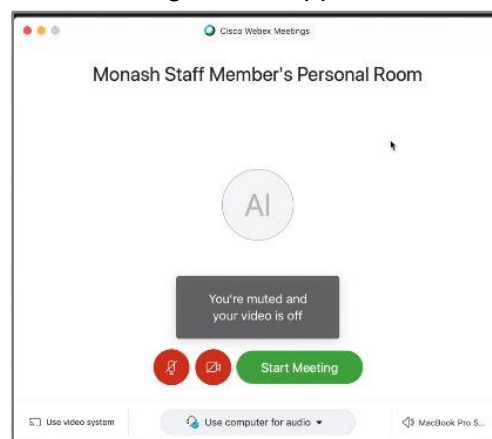 Cisco Webex Meetings
Monash Staff Member's Personal Room
AI
You're muted and
your video is off
Start Meeting
Use video system
Use computer for audio
MacBook Pro S...